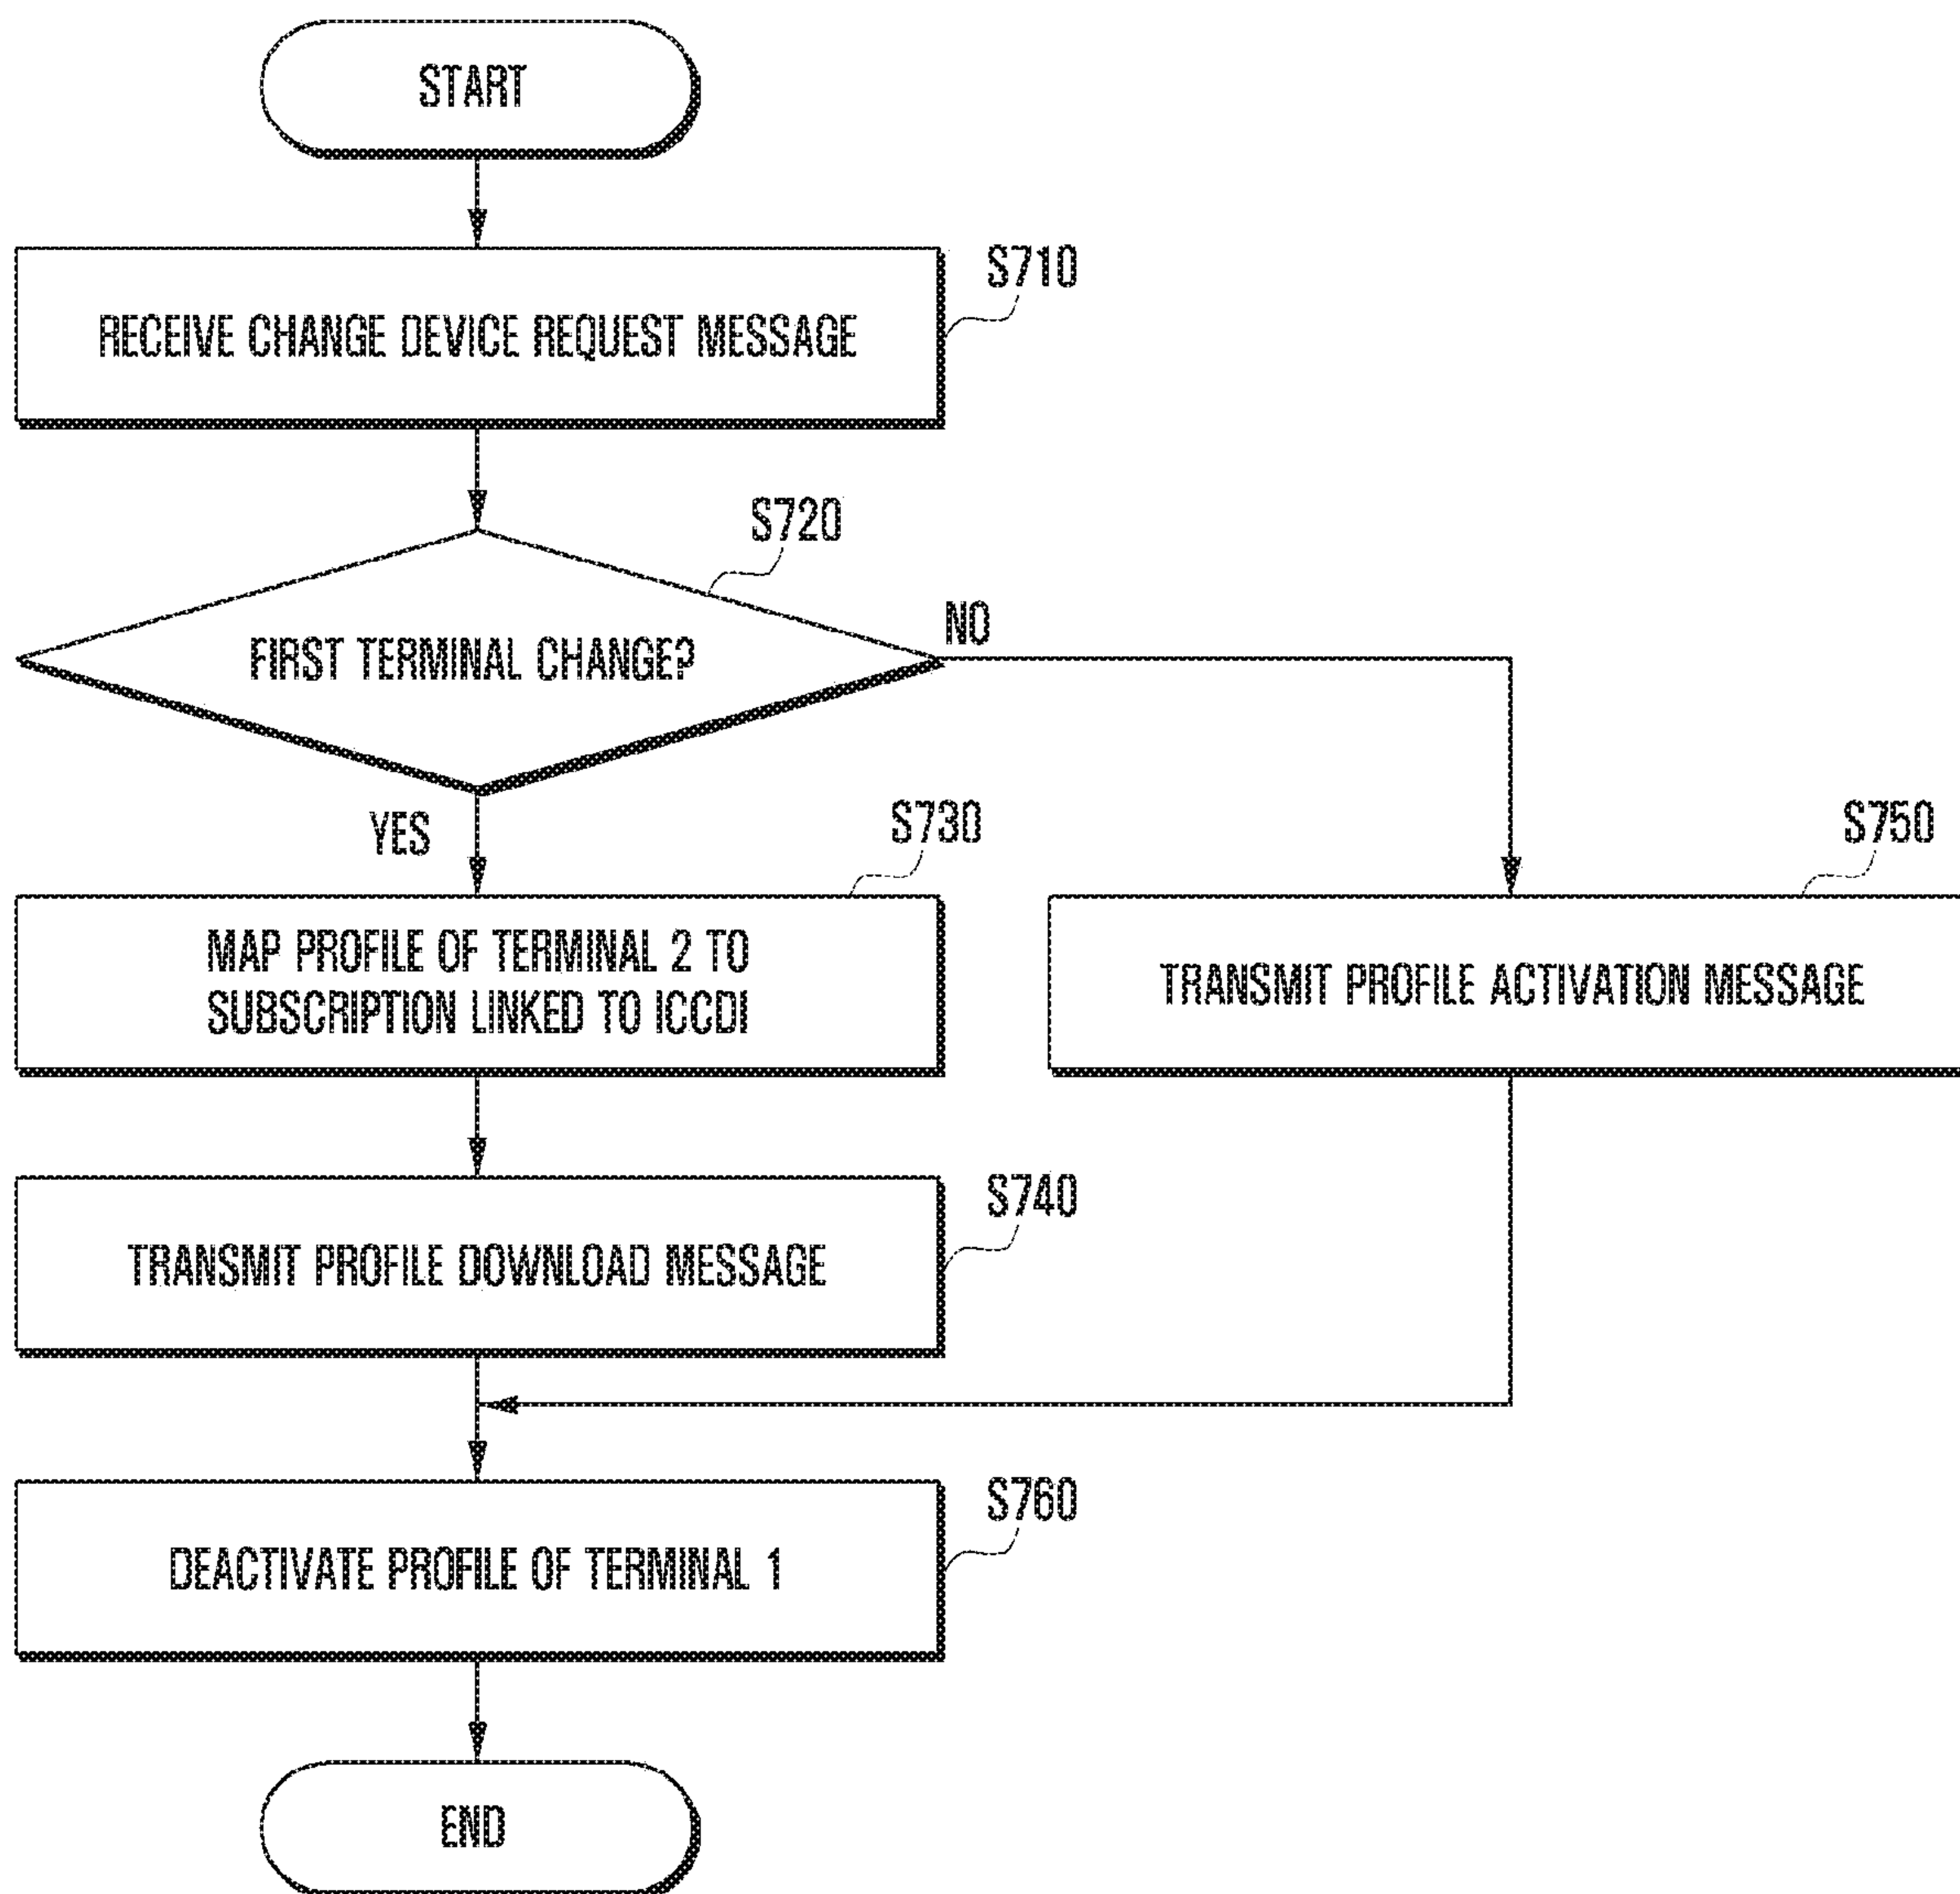 START
S710
RECEIVE CHANGE DEVICE REQUEST MESSAGE
S720
FIRST TERMINAL CHANGE?
NO
YES
S730
MAP PROFILE OF TERMINAL 2 TO
SUBSCRIPTION LINKED TO ICCDI
S750
TRANSMIT PROFILE ACTIVATION MESSAGE
S740
TRANSMIT PROFILE DOWNLOAD MESSAGE
S760
DEACTIVATE PROFILE OF TERMINAL 1
END